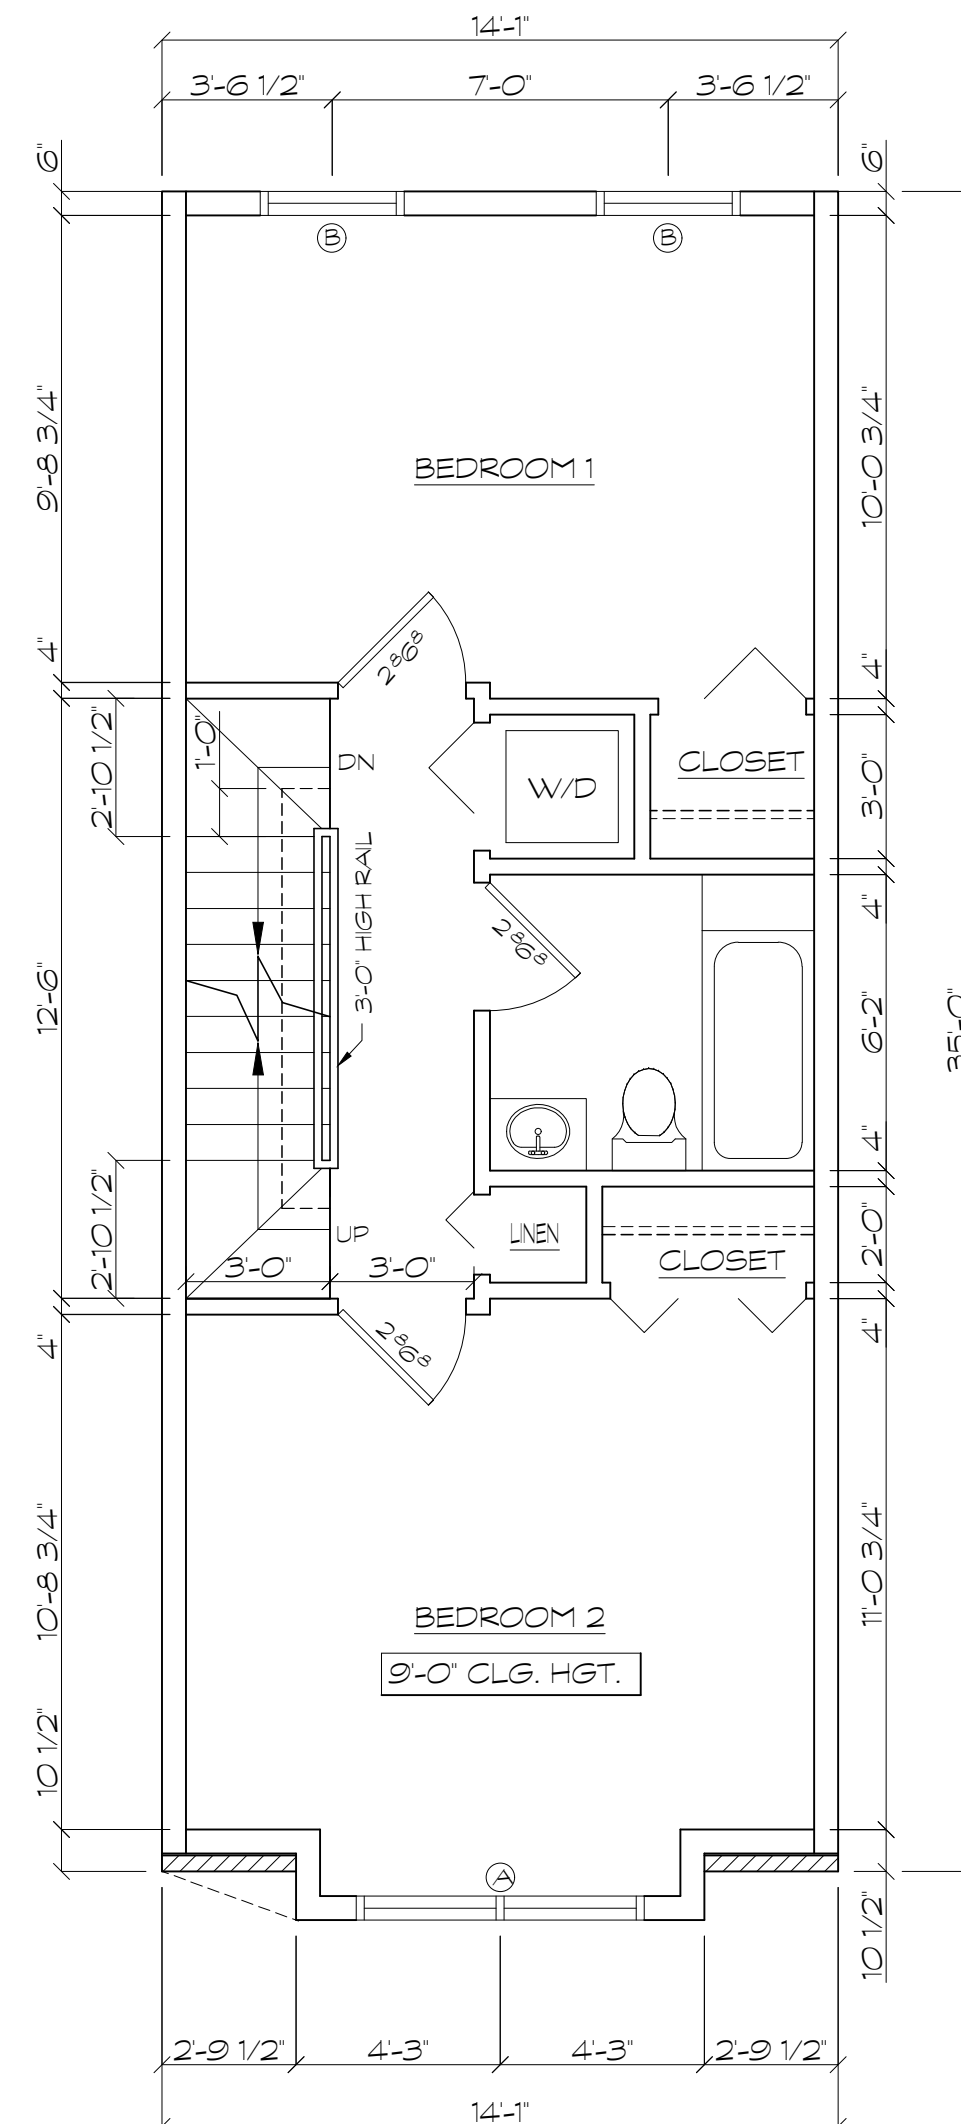 14'-1"
3'-6 1/2" 7'-0" 3'-6 1/2"
6" 6"
B B
9'-8 3/4" 10'-0 3/4"
BEDROOM 1
4" 4"
2868
2'-10 1/2" 1'-0" DN W/D CLOSET 3'-0"
3'-0" HIGH RAIL
4"
2868
12'-6" 6'-2" 35'-0"
4"
2'-10 1/2" UP LINEN 2'-0"
3'-0" 3'-0" CLOSET
4" 4"
2868
10'-8 3/4" 11'-0 3/4"
BEDROOM 2
9'-0" CLG. HGT.
10 1/2"
A
10 1/2"
2'-9 1/2" 4'-3" 4'-3" 2'-9 1/2"
14'-1"